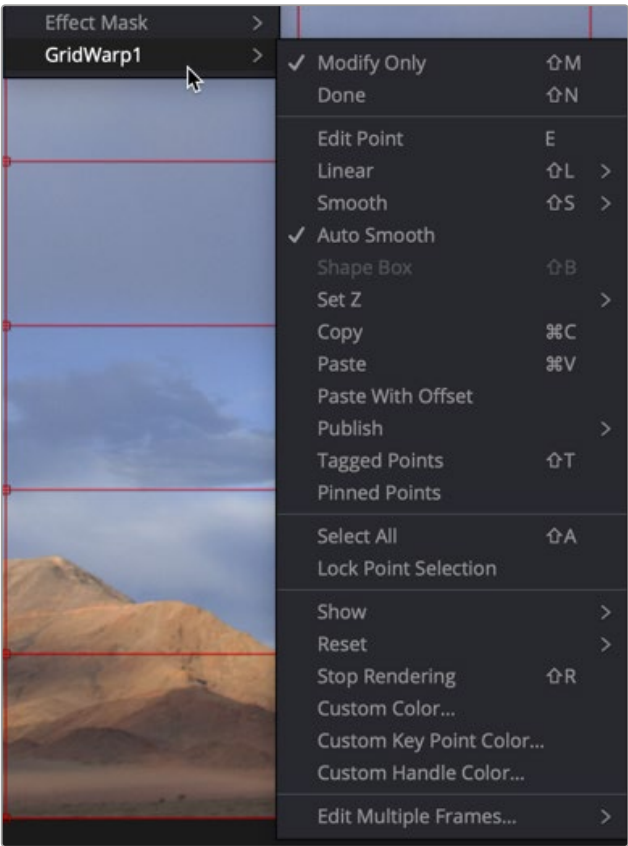 Effect Mask >
GridWarp1 >
✓ Modify Only ⇧M
Done ⇧N
Edit Point E
Linear ⇧L >
Smooth ⇧S >
✓ Auto Smooth
Shape Box ⇧B
Set Z >
Copy ⌘C
Paste ⌘V
Paste With Offset
Publish >
Tagged Points ⇧T
Pinned Points
Select All ⇧A
Lock Point Selection
Show >
Reset >
Stop Rendering ⇧R
Custom Color...
Custom Key Point Color...
Custom Handle Color...
Edit Multiple Frames... >